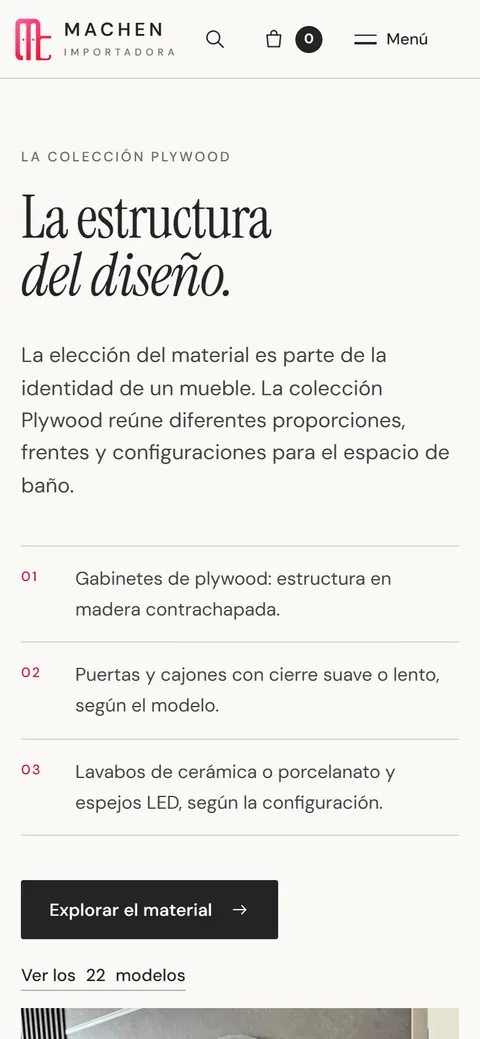 MACHEN
IMPORTADORA
0
Menú
LA COLECCIÓN PLYWOOD
La estructura
del diseño.
La elección del material es parte de la
identidad de un mueble. La colección
Plywood reúne diferentes proporciones,
frentes y configuraciones para el espacio de
baño.
01
Gabinetes de plywood: estructura en
madera contrachapada.
02
Puertas y cajones con cierre suave o lento,
según el modelo.
03
Lavabos de cerámica o porcelanato y
espejos LED, según la configuración.
Explorar el material →
Ver los 22 modelos